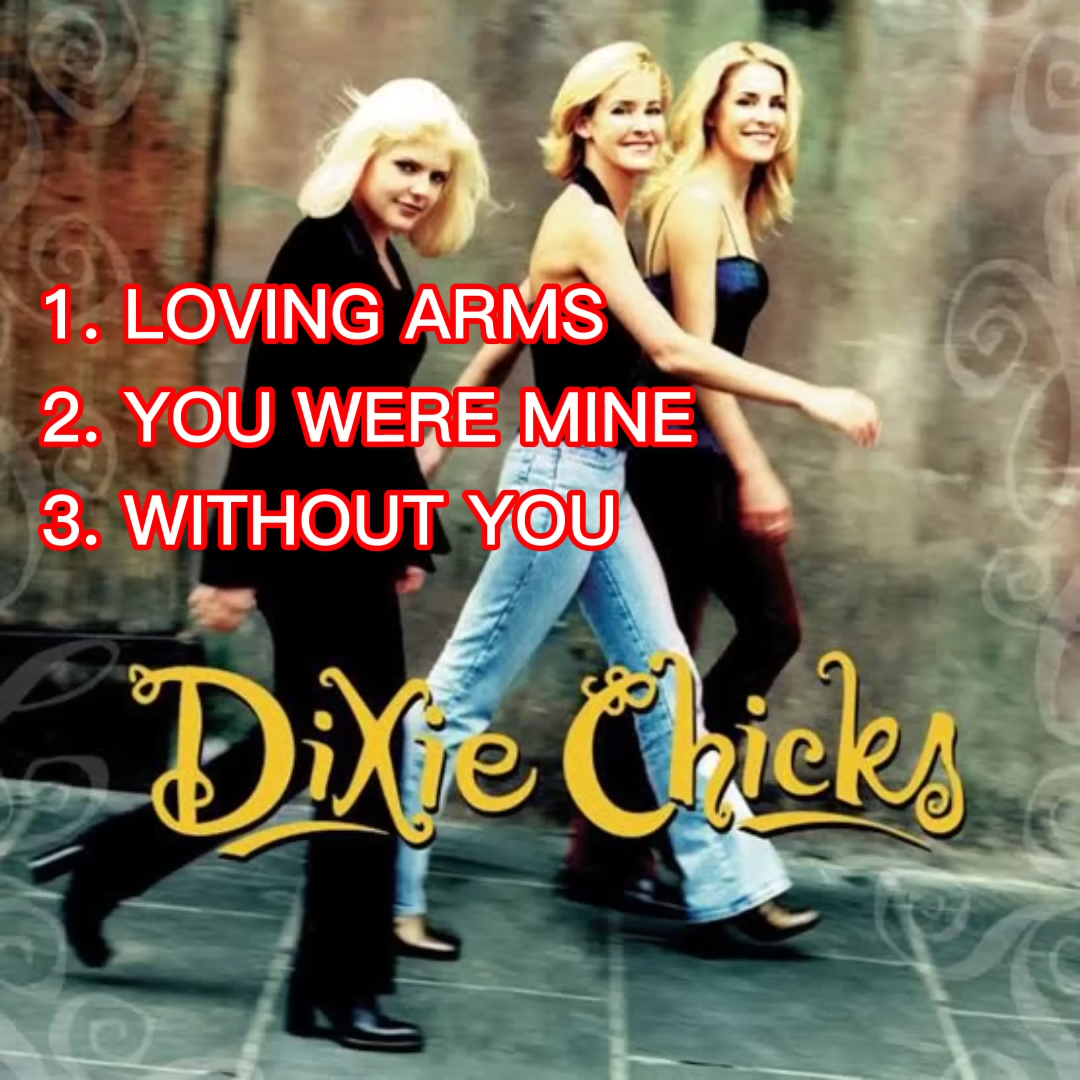 1. LOVING ARMS
2. YOU WERE MINE
3. WITHOUT YOU
Dixie Chicks